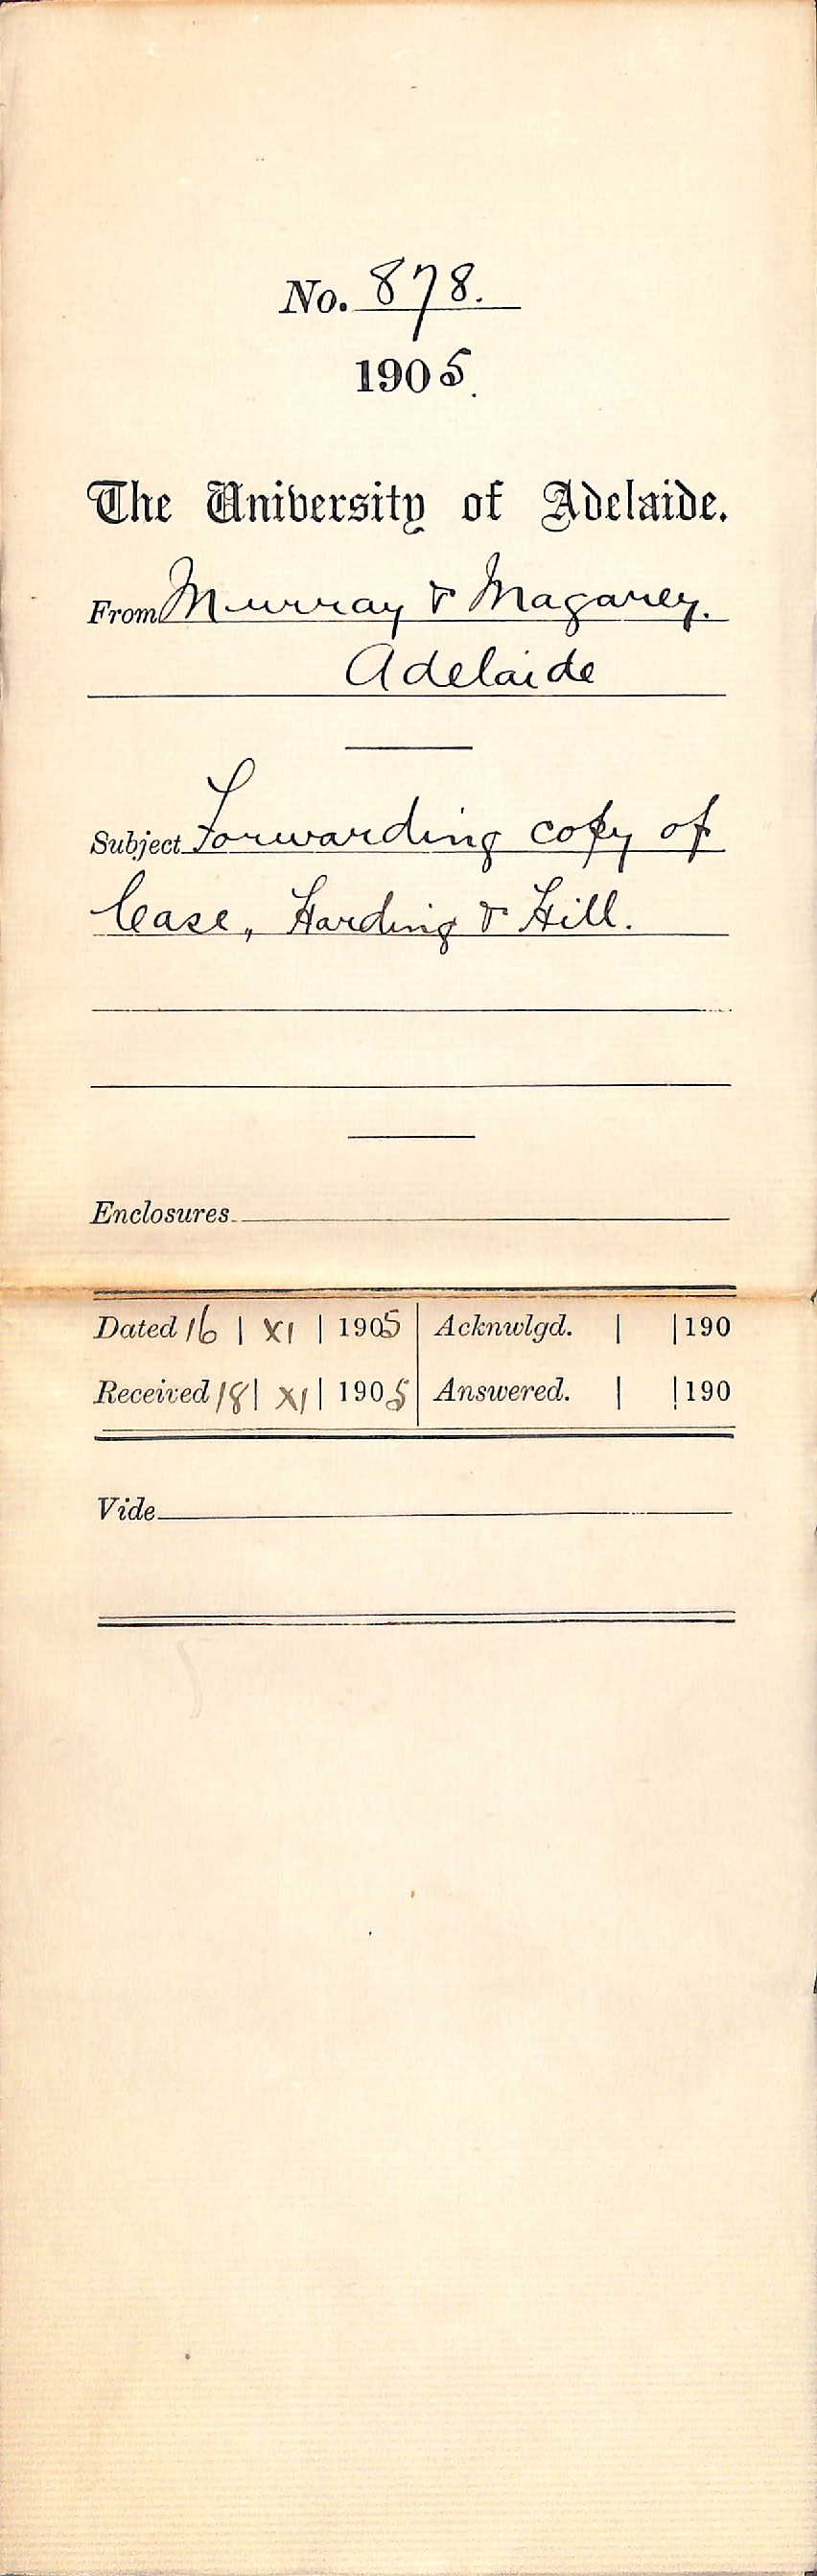 No. 878.
1905.
The University of Adelaide.
From Murray & Magarey.
Adelaide
Subject Forwarding copy of
lease, Harding & Hill.
Enclosures
Dated 16 | XI | 1905 | Acknwlgd. | | 190
Received 18 | XI | 1905 | Answered. | | 190
Vide